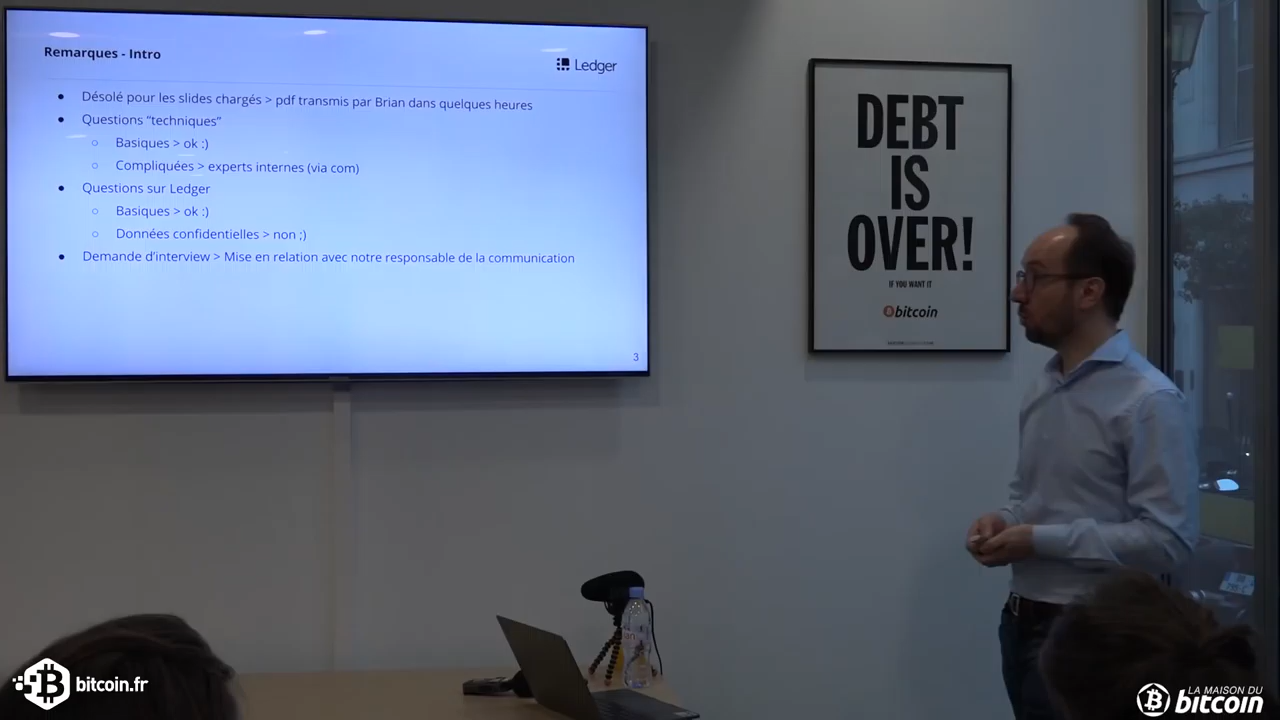 Remarques - Intro
Ledger
Désolé pour les slides chargés > pdf transmis par Brian dans quelques heures
Questions “techniques”
Basiques > ok :)
Compliquées > experts internes (via com)
Questions sur Ledger
Basiques > ok :)
Données confidentielles > non ;)
Demande d'interview > Mise en relation avec notre responsable de la communication
3
DEBT
IS
OVER!
IF YOU WANT IT
bitcoin
bitcoin.fr
LA MAISON DU
bitcoin